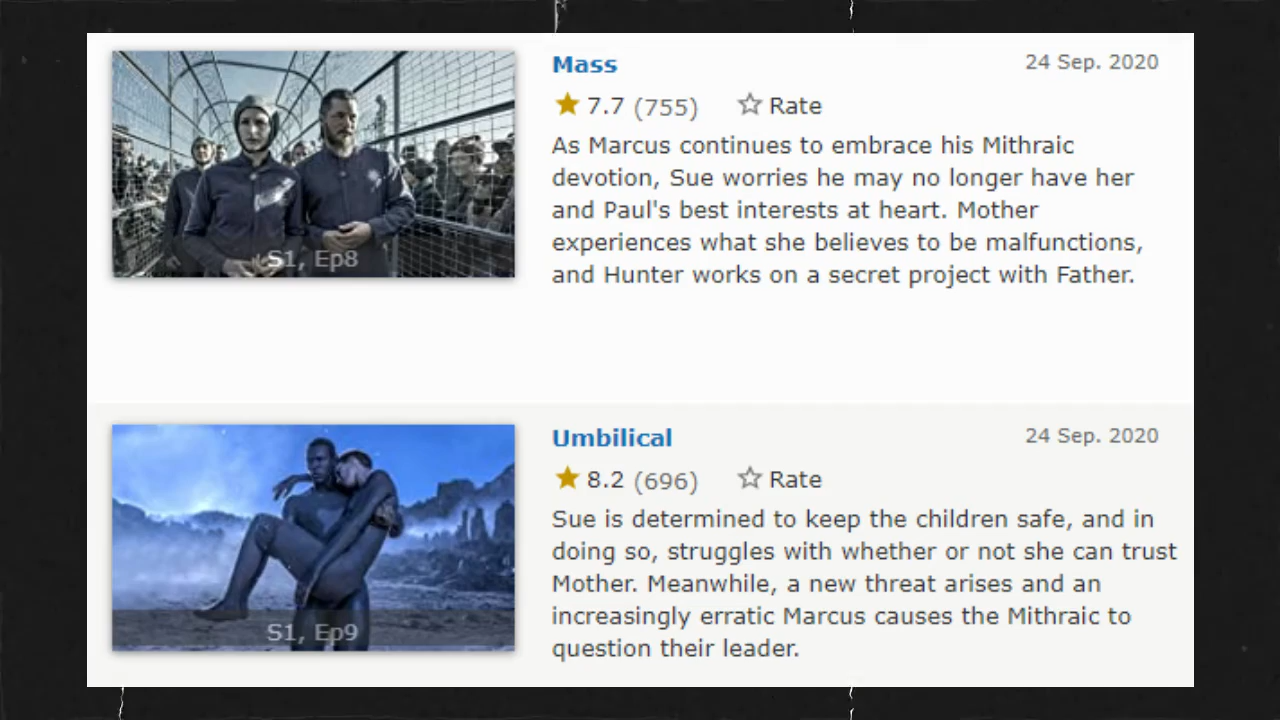 Mass
24 Sep. 2020
7.7 (755) Rate
As Marcus continues to embrace his Mithraic
devotion, Sue worries he may no longer have her
and Paul's best interests at heart. Mother
experiences what she believes to be malfunctions,
and Hunter works on a secret project with Father.
S1, Ep8
Umbilical
24 Sep. 2020
8.2 (696) Rate
Sue is determined to keep the children safe, and in
doing so, struggles with whether or not she can trust
Mother. Meanwhile, a new threat arises and an
increasingly erratic Marcus causes the Mithraic to
question their leader.
S1, Ep9